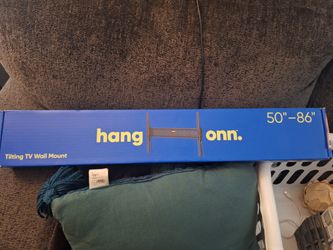 hang onn.
50"–86"
Tilting TV Wall Mount